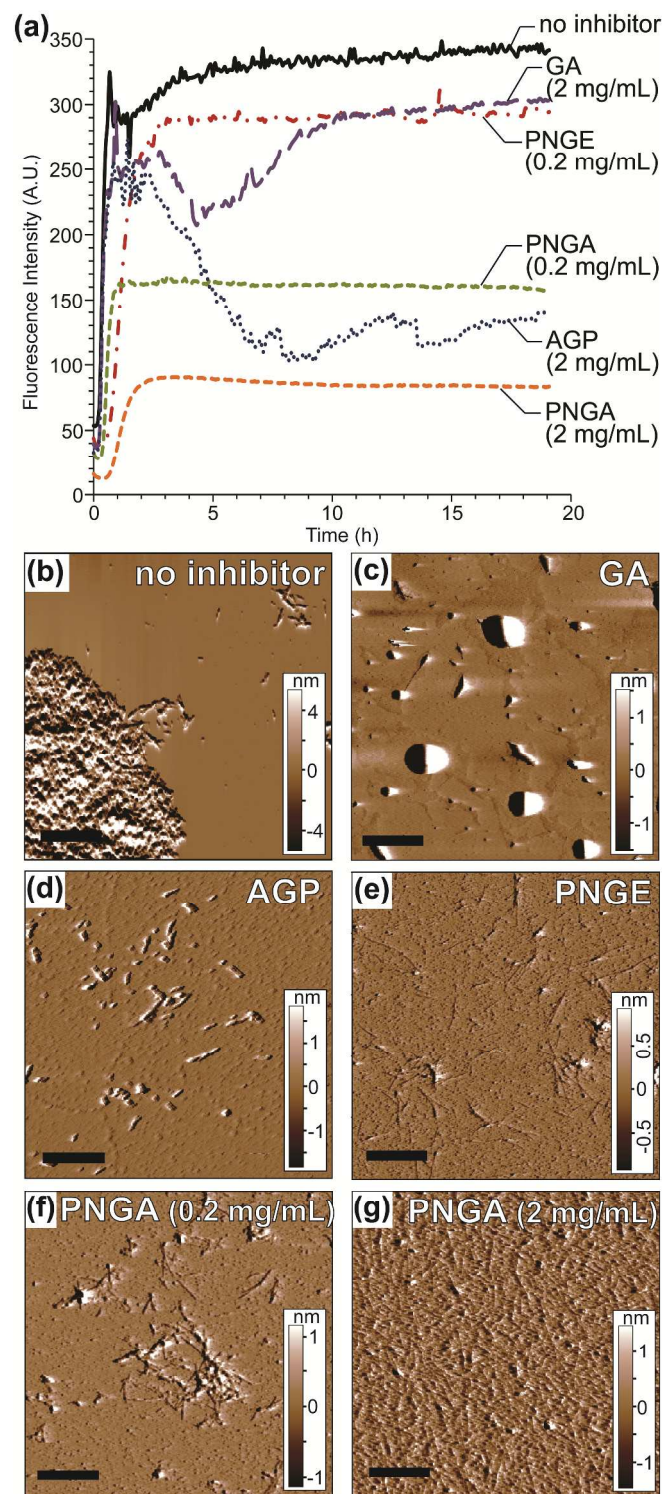 (a)
no inhibitor
GA
(2 mg/mL)
PNGE
(0.2 mg/mL)
PNGA
(0.2 mg/mL)
AGP
(2 mg/mL)
PNGA
(2 mg/mL)
Fluorescence Intensity (A.U.)
350
300
250
200
150
100
50
0
0 5 10 15 20
Time (h)
(b) no inhibitor
nm
4
0
-4
(c) GA
nm
1
0
-1
(d) AGP
nm
1
0
-1
(e) PNGE
nm
0.5
0
-0.5
(f) PNGA (0.2 mg/mL)
nm
1
0
-1
(g) PNGA (2 mg/mL)
nm
1
0
-1